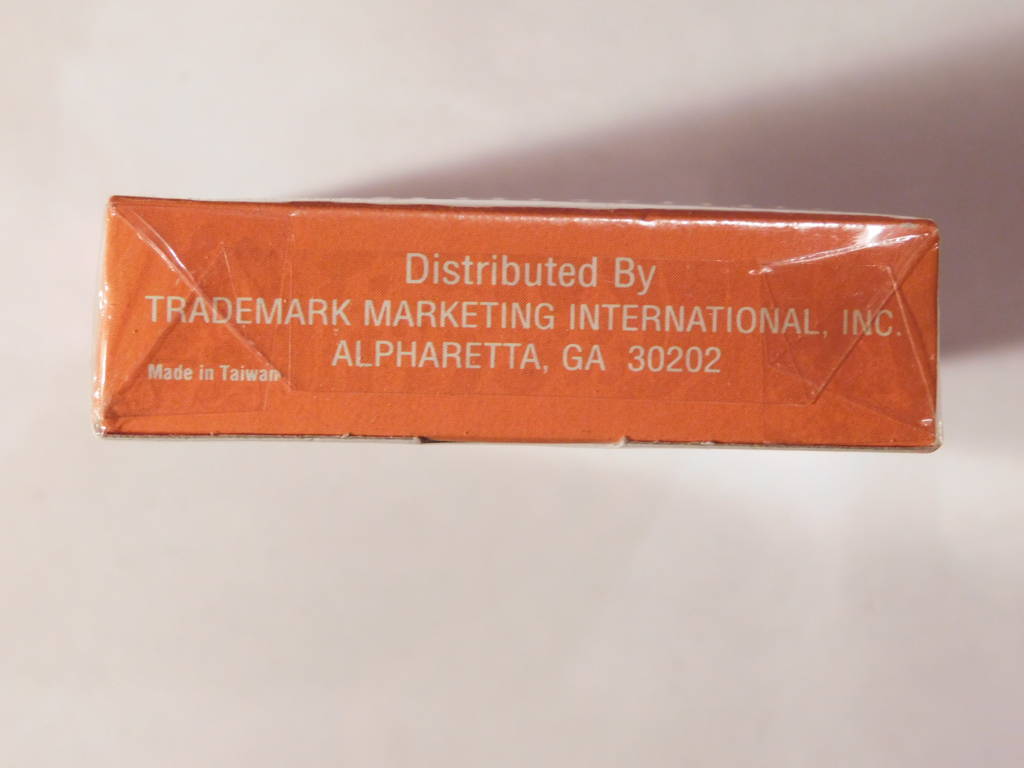 Distributed By
TRADEMARK MARKETING INTERNATIONAL, INC.
ALPHARETTA, GA 30202
Made in Taiwan